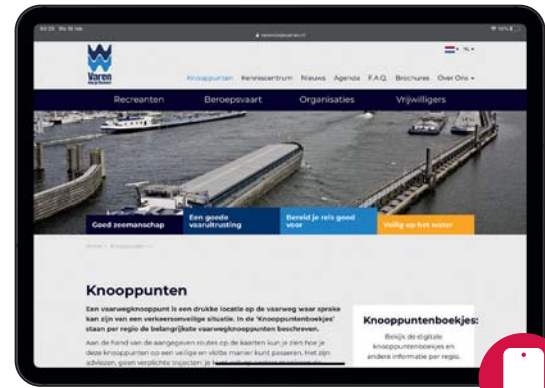 Varen
NL
Knooppunten Kenniscentrum Nieuws Agenda F.A.Q. Brochures Over Ons
Recreanten Beroepsvaart Organisaties Vrijwilligers
Goed zeemanschap
Een goede
vaaruitrusting
Bereid je reis goed
voor
Veilig op het water
Home > Knooppunten
Knooppunten
Een vaarwegknooppunt is een drukke locatie op de vaarweg waar sprake
kan zijn van een verkeersonveilige situatie. In de 'Knooppuntenboekjes'
staan per regio de belangrijkste vaarwegknooppunten beschreven.
Aan de hand van de aangegeven routes op de kaarten kun je zien hoe je
deze knooppunten op een veilige en vlotte manier kunt passeren. Het zijn
adviezen, geen verplichte trajecten: je
Knooppuntenboekjes:
Bekijk de digitale
knooppuntenboekjes en
andere informatie per regio.